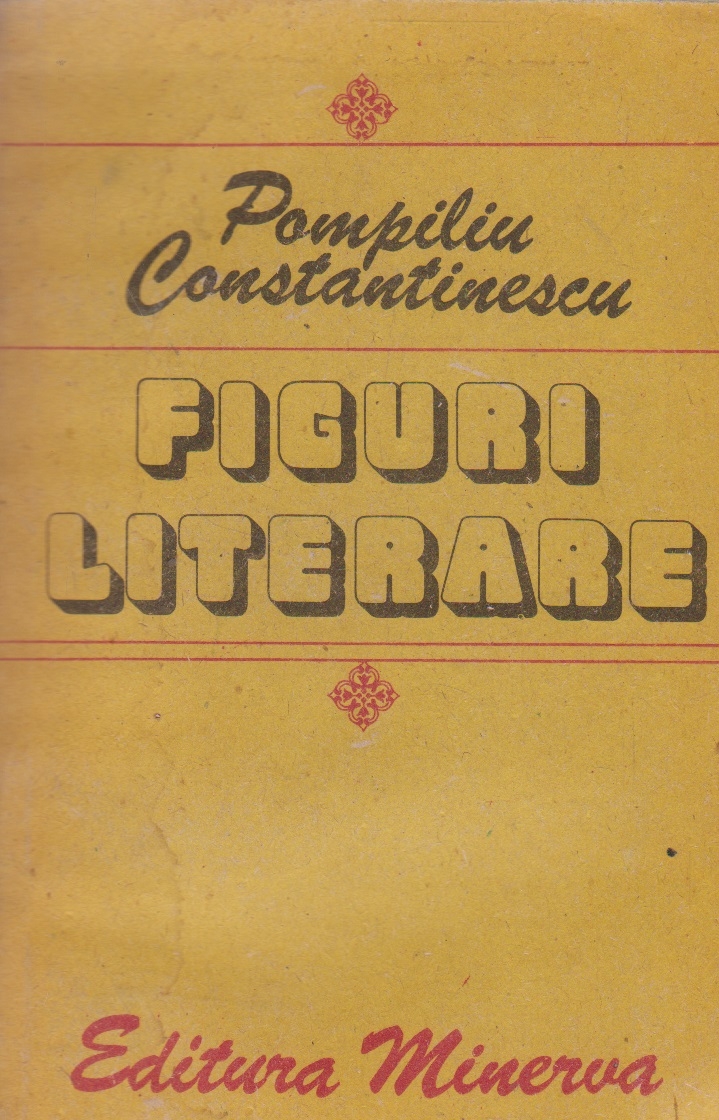 Pompiliu
Constantinescu
FIGURI
LITERARE
Editura Minerva